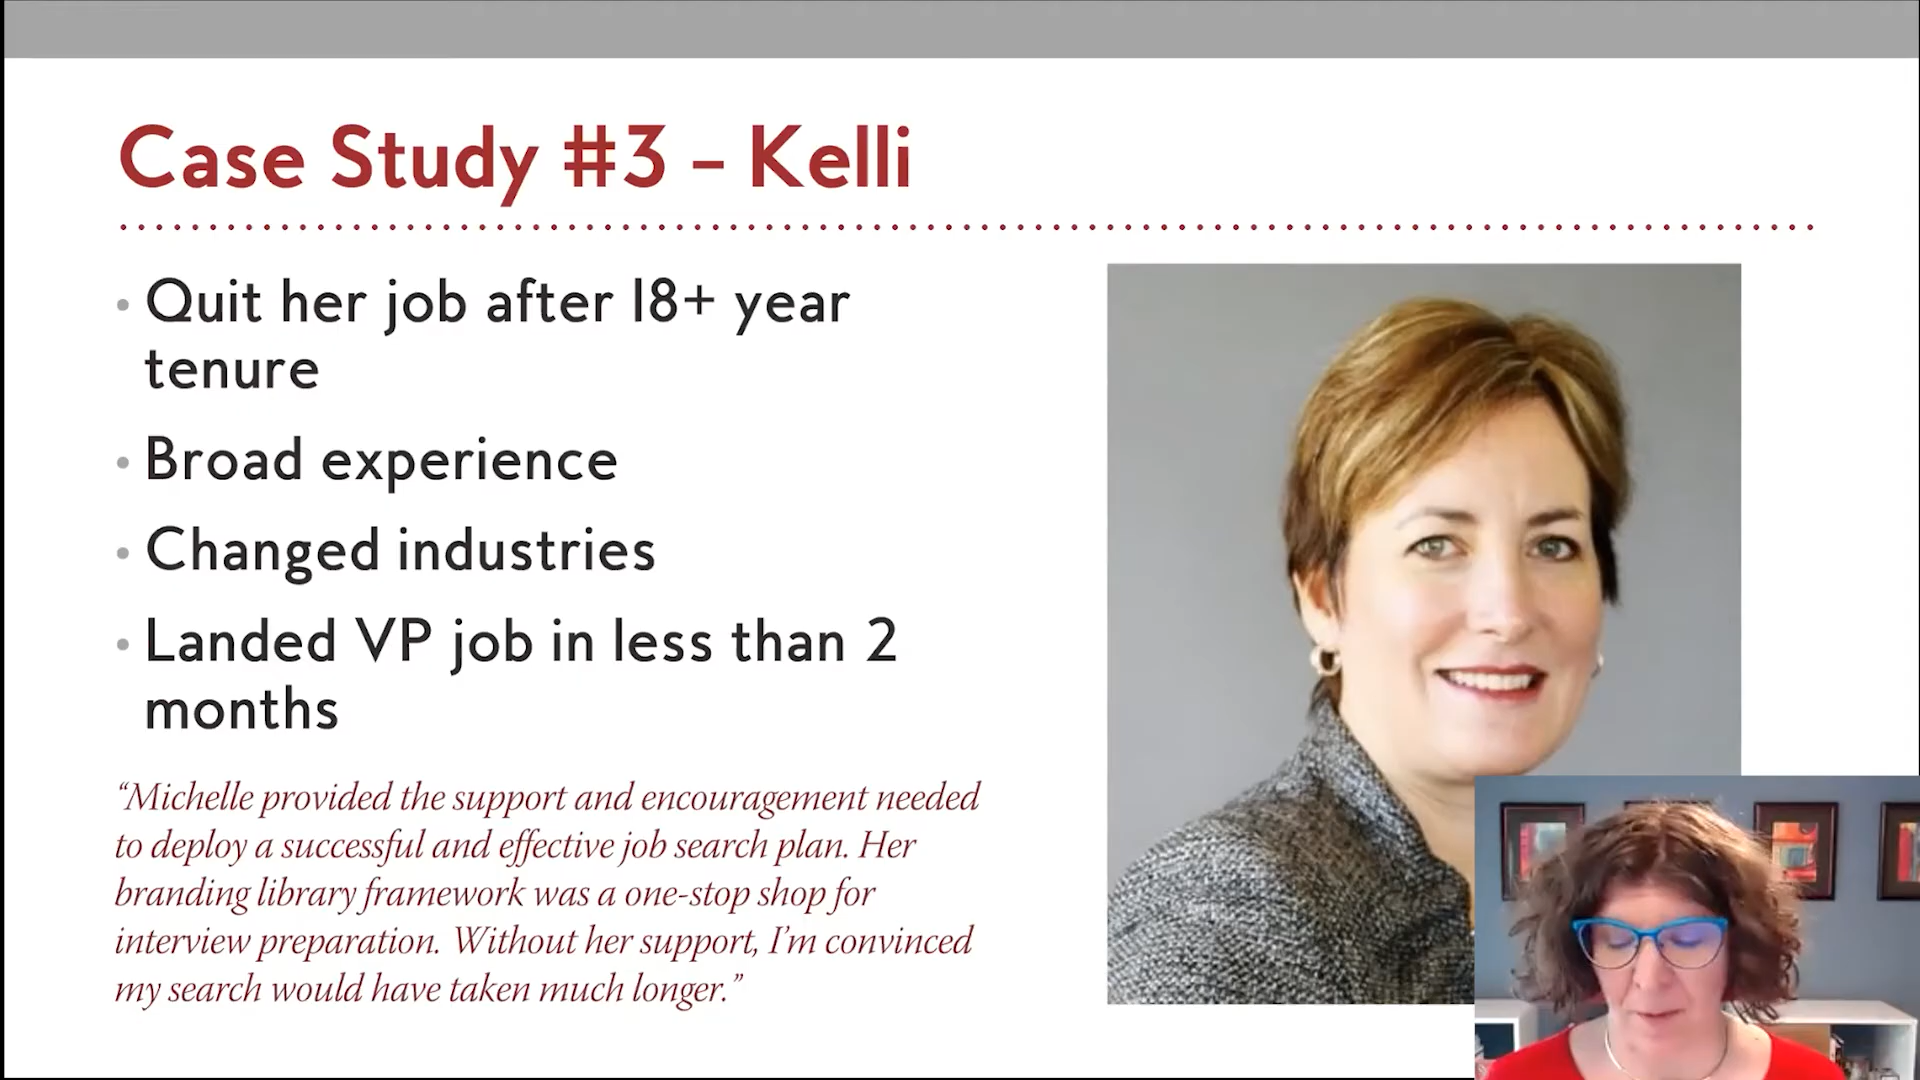 Case Study #3 – Kelli
• Quit her job after 18+ year
tenure
• Broad experience
• Changed industries
• Landed VP job in less than 2
months
“Michelle provided the support and encouragement needed
to deploy a successful and effective job search plan. Her
branding library framework was a one-stop shop for
interview preparation. Without her support, I’m convinced
my search would have taken much longer.”